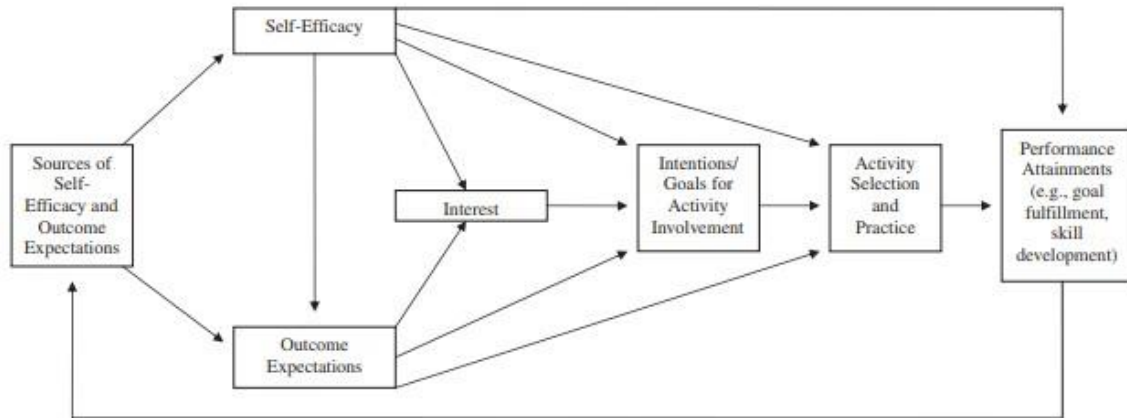 Self-Efficacy
Sources of
Self-
Efficacy and
Outcome
Expectations
Interest
Intentions/
Goals for
Activity
Involvement
Activity
Selection
and
Practice
Performance
Attainments
(e.g., goal
fulfillment,
skill
development)
Outcome
Expectations